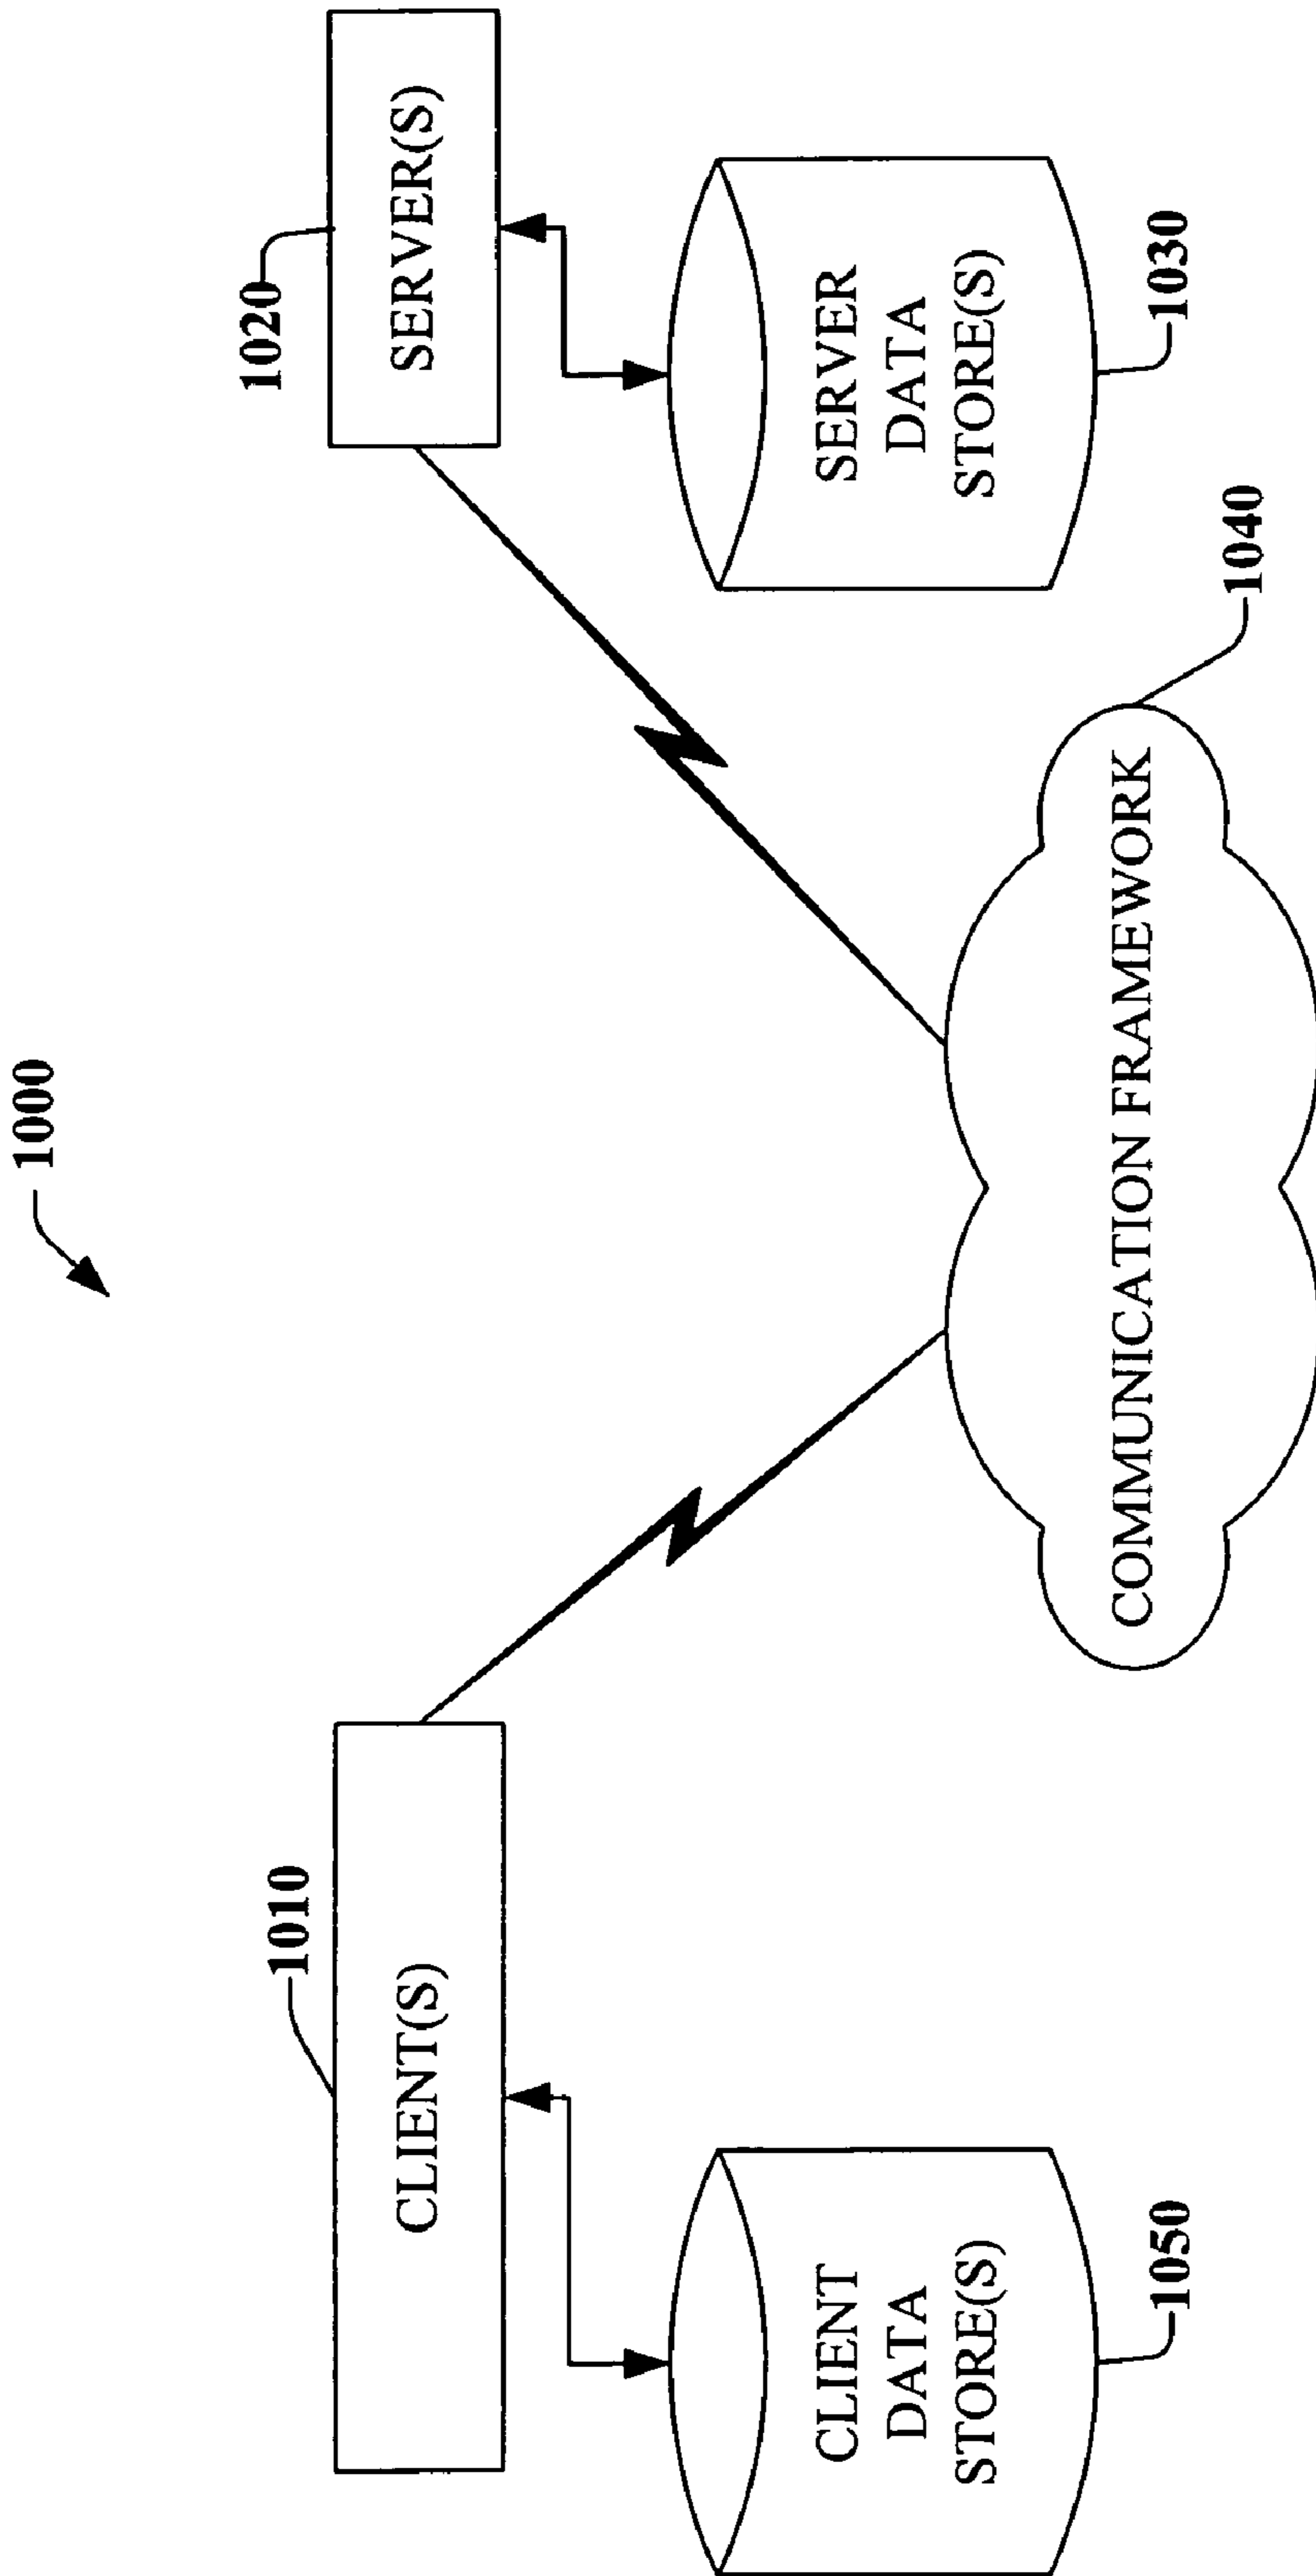 1000
1010
1020
CLIENT(S)
SERVER(S)
CLIENT
DATA
STORE(S)
SERVER
DATA
STORE(S)
1050
1030
1040
COMMUNICATION FRAMEWORK